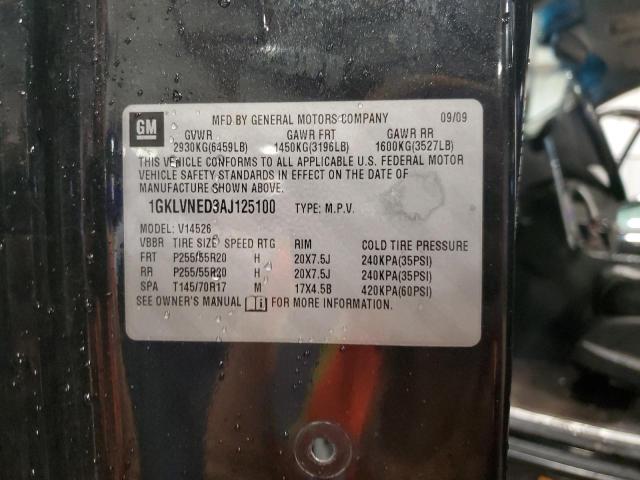 GM
MFD BY GENERAL MOTORS COMPANY 09/09
GVWR GAWR FRT GAWR RR
2930KG(6459LB) 1450KG(3196LB) 1600KG(3527LB)
THIS VEHICLE CONFORMS TO ALL APPLICABLE U.S. FEDERAL MOTOR
VEHICLE SAFETY STANDARDS IN EFFECT ON THE DATE OF
MANUFACTURE SHOWN ABOVE.
1GKLVNED3AJ125100 TYPE: M.P.V.
MODEL: V14526
VBBR TIRE SIZE SPEED RTG RIM COLD TIRE PRESSURE
FRT P255/55R20 H 20X7.5J 240KPA(35PSI)
RR P255/55R20 H 20X7.5J 240KPA(35PSI)
SPA T145/70R17 M 17X4.5B 420KPA(60PSI)
SEE OWNER'S MANUAL FOR MORE INFORMATION.